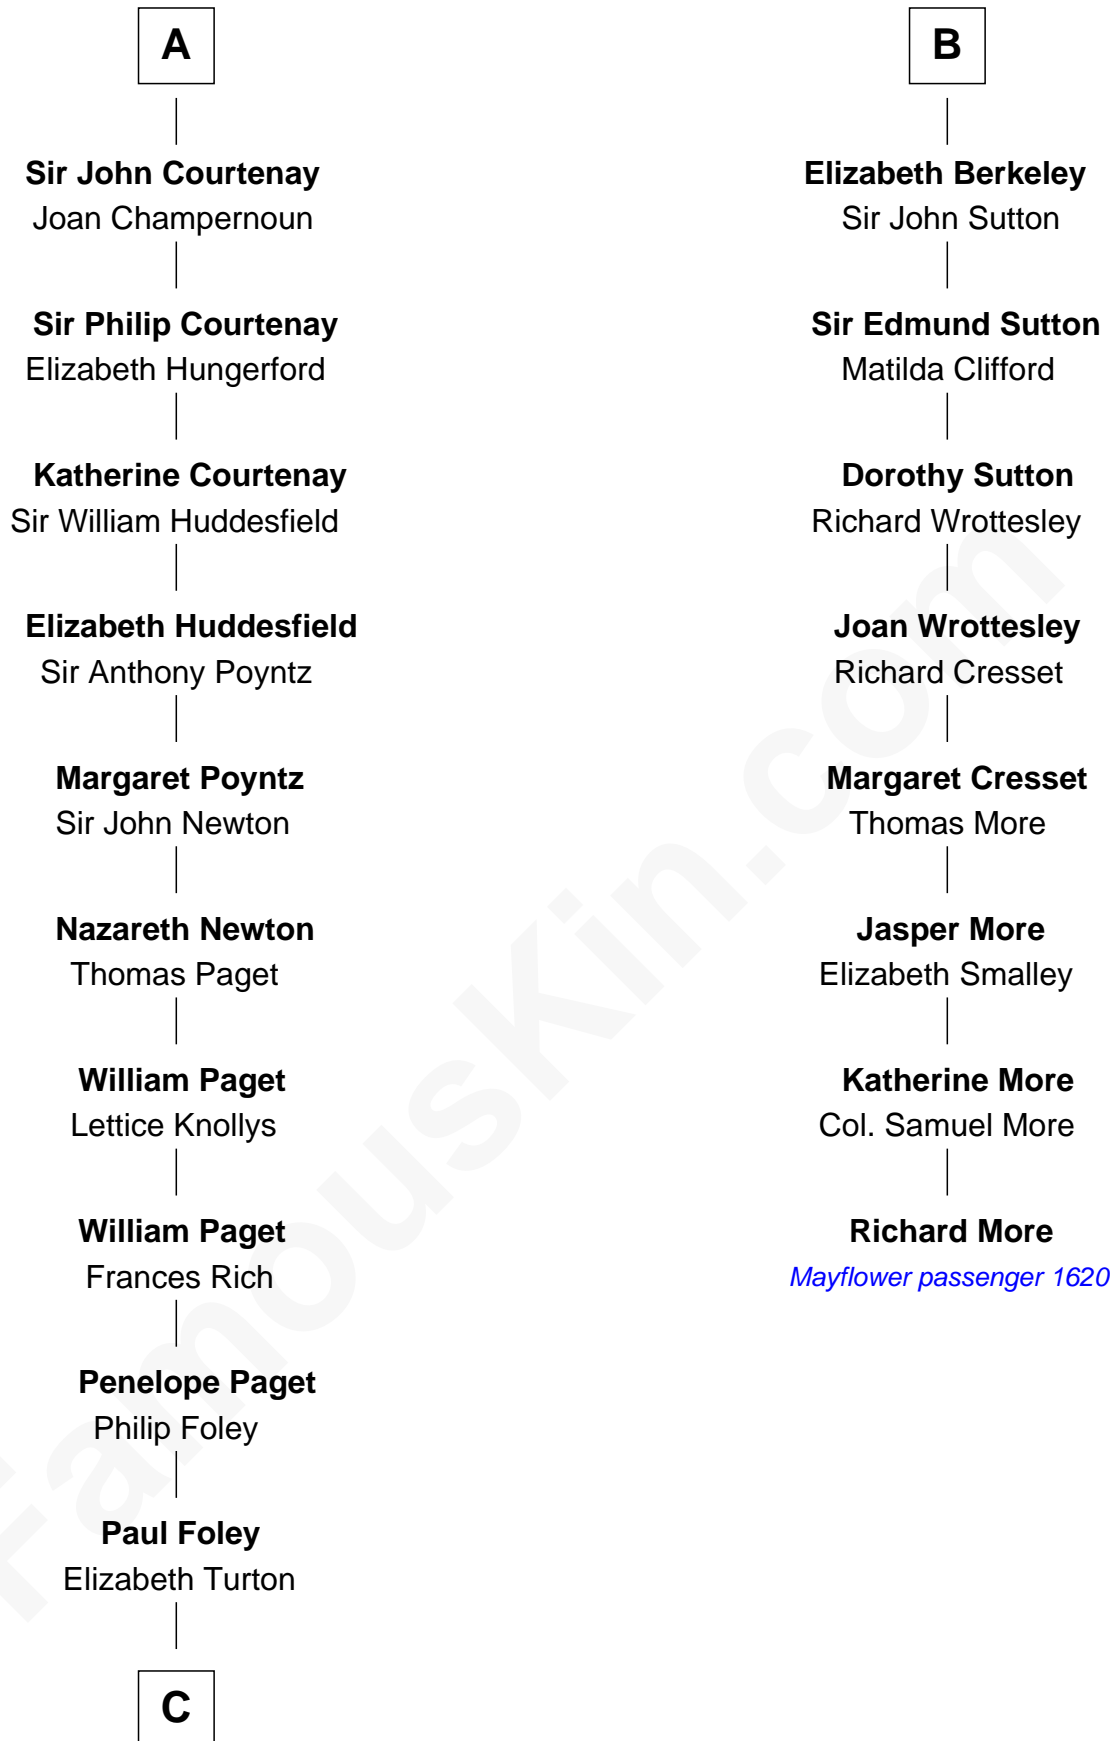 A
Sir John Courtenay
Joan Champernoun
Sir Philip Courtenay
Elizabeth Hungerford
Katherine Courtenay
Sir William Huddesfield
Elizabeth Huddesfield
Sir Anthony Poyntz
Margaret Poyntz
Sir John Newton
Nazareth Newton
Thomas Paget
William Paget
Lettice Knollys
William Paget
Frances Rich
Penelope Paget
Philip Foley
Paul Foley
Elizabeth Turton
C
B
Elizabeth Berkeley
Sir John Sutton
Sir Edmund Sutton
Matilda Clifford
Dorothy Sutton
Richard Wrottesley
Joan Wrottesley
Richard Cresset
Margaret Cresset
Thomas More
Jasper More
Elizabeth Smalley
Katherine More
Col. Samuel More
Richard More
Mayflower passenger 1620
FamousKin.com